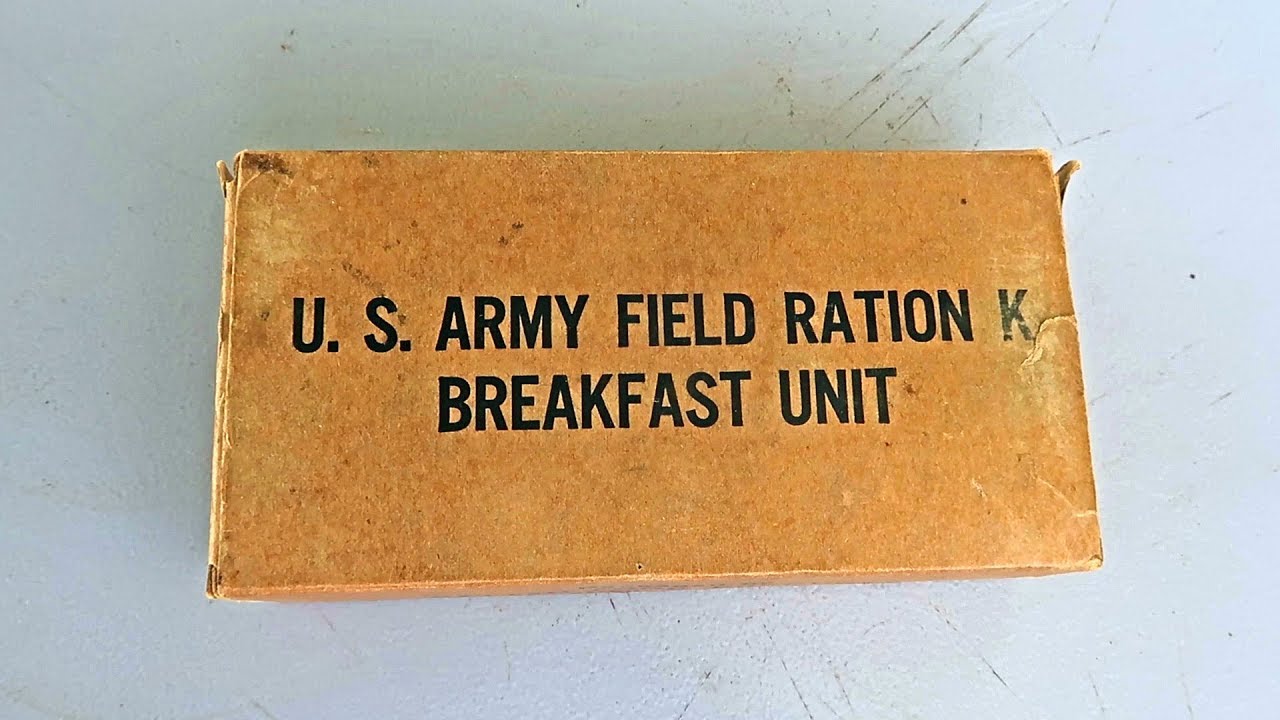 U. S. ARMY FIELD RATION K
BREAKFAST UNIT